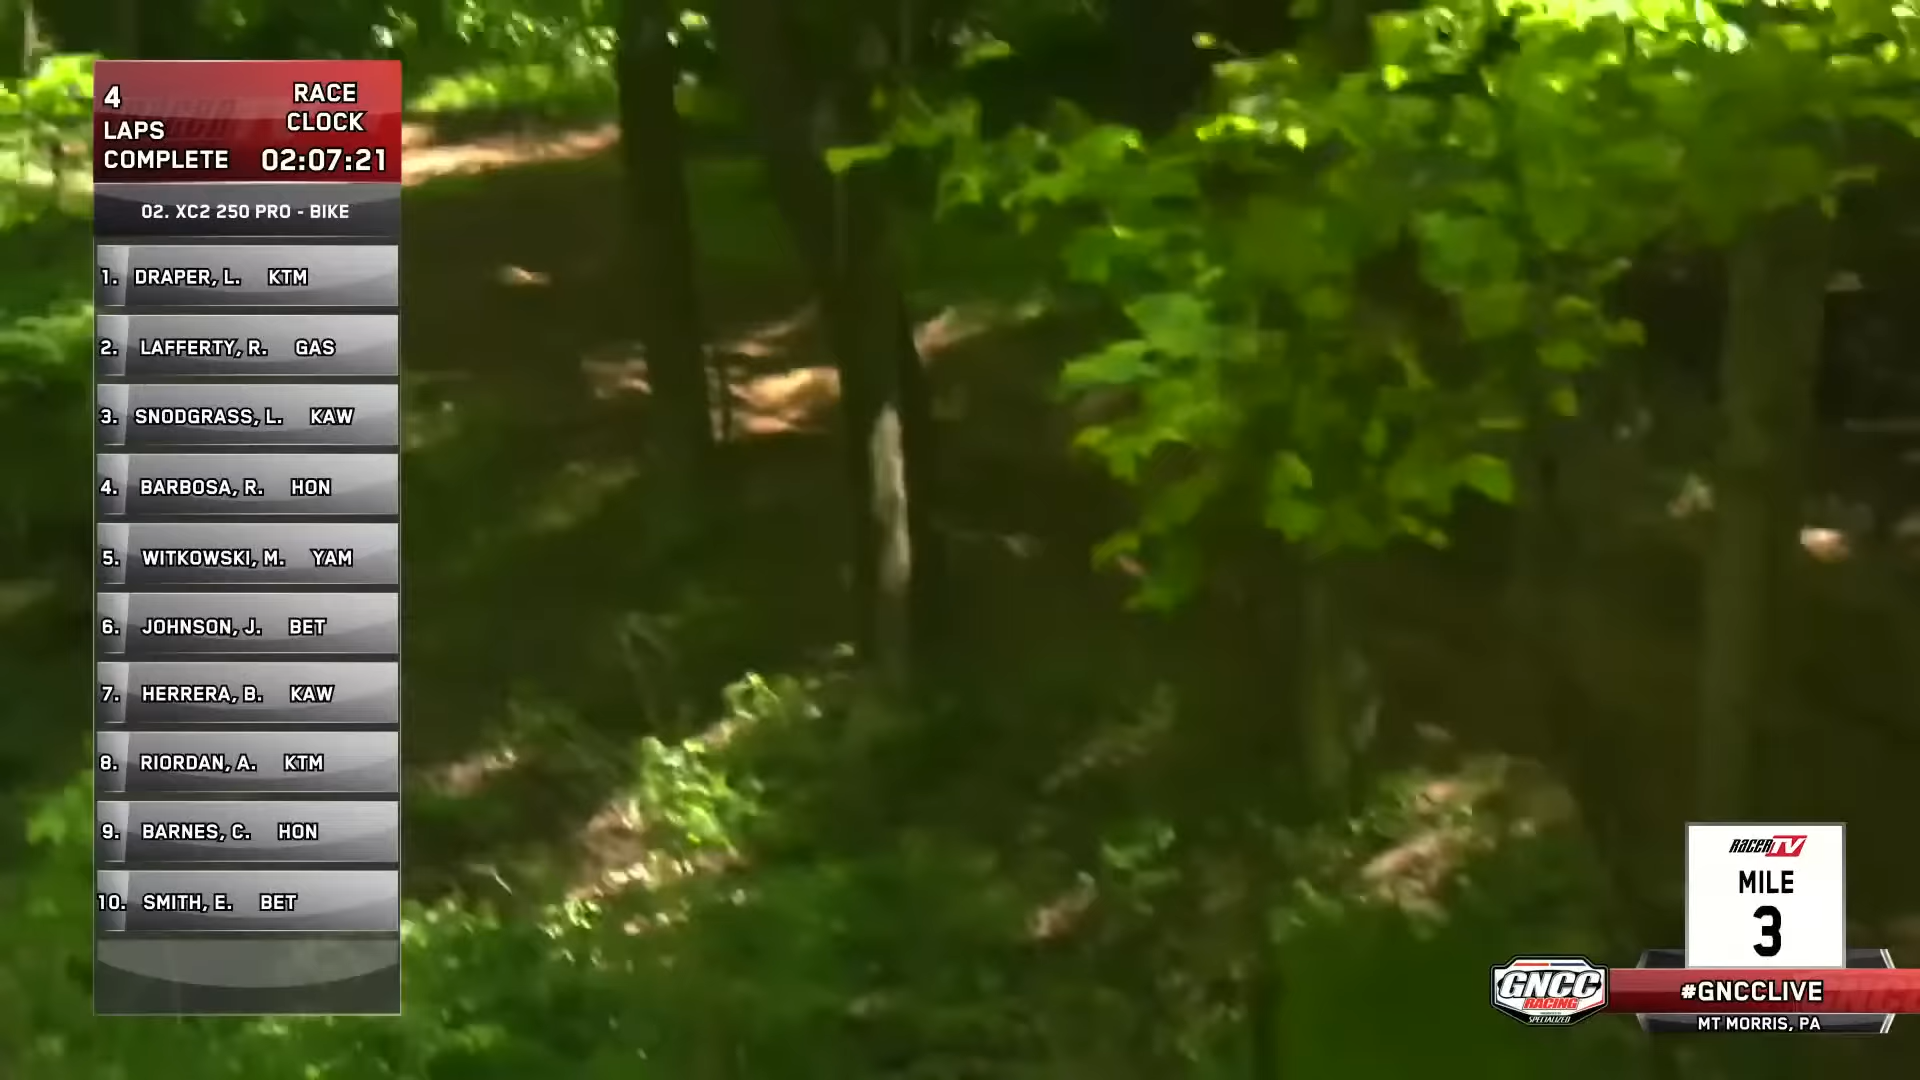 4
LAPS
COMPLETE
RACE
CLOCK
02:07:21
02. XC2 250 PRO - BIKE
1. DRAPER, L. KTM
2. LAFFERTY, R. GAS
3. SNODGRASS, L. KAW
4. BARBOSA, R. HON
5. WITKOWSKI, M. YAM
6. JOHNSON, J. BET
7. HERRERA, B. KAW
8. RIORDAN, A. KTM
9. BARNES, C. HON
10. SMITH, E. BET
RACER TV
MILE
3
GNCC
RACING
SPECIALIZED
#GNCCLIVE
MT MORRIS, PA